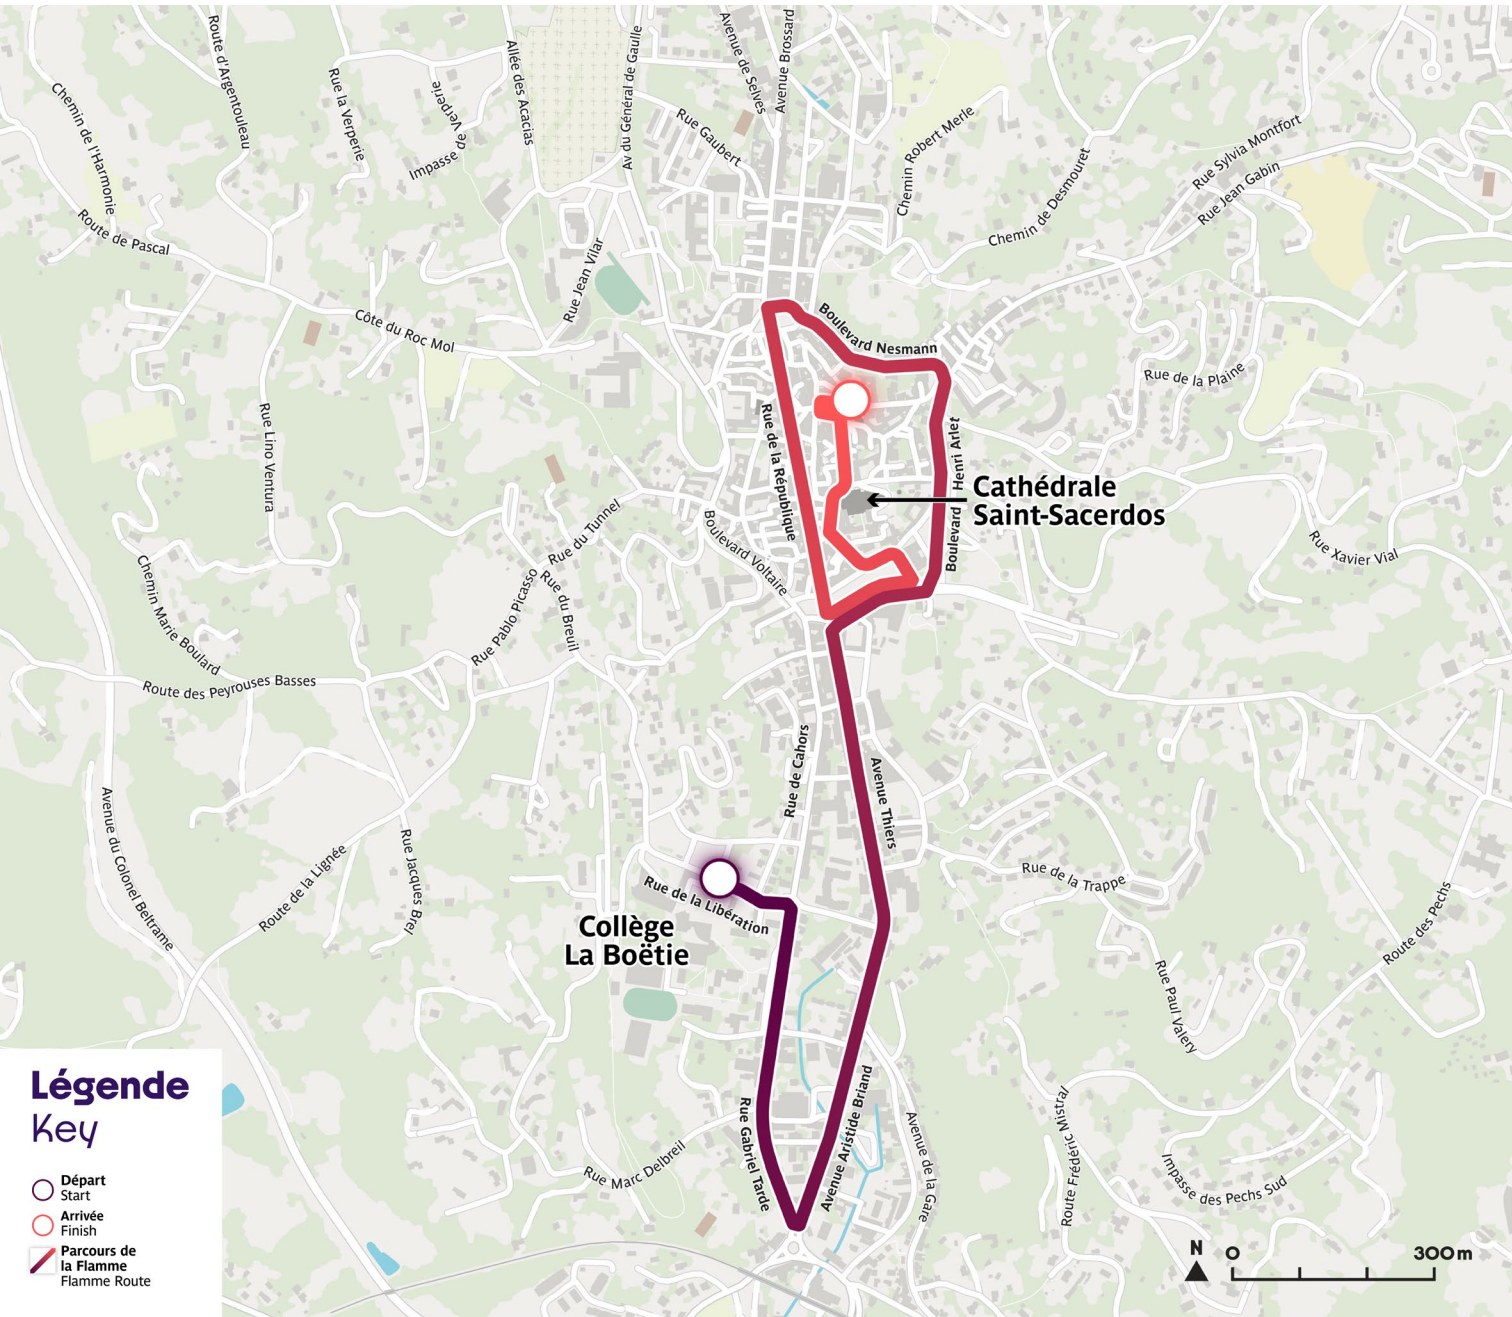 Route d'Argentouleau
Chemin de l'Harmonie
Rue la Verperie
Impasse de Verperie
Allée des Acacias
Av du Général de Gaulle
Avenue de Selves
Avenue Brossard
Rue Gaubert
Chemin Robert Merle
Chemin de Desmouret
Rue Sylvia Montfort
Rue Jean Gabin
Route de Pascal
Rue Jean Vilar
Côte du Roc Mol
Boulevard Nesmann
Rue de la Plaine
Rue Lino Ventura
Rue de la République
Boulevard Henri Arlet
Cathédrale
Saint-Sacerdos
Rue du Tunnel
Boulevard Voltaire
Rue Xavier Vial
Chemin Marie Boulard
Rue Pablo Picasso
Rue du Breuil
Route des Peyrouses Basses
Rue de Cahors
Avenue Thiers
Avenue du Colonel Beltrame
Route de la Lignée
Rue Jacques Brel
Rue de la Libération
Collège
La Boëtie
Rue de la Trappe
Route des Pechs
Rue Paul Valery
Rue Gabriel Tarde
Avenue Aristide Briand
Avenue de la Gare
Rue Marc Delbreil
Route Frédéric Mistral
Impasse des Pechs Sud
Légende
Key
Départ
Start
Arrivée
Finish
Parcours de
la Flamme
Flamme Route
N
0 300m